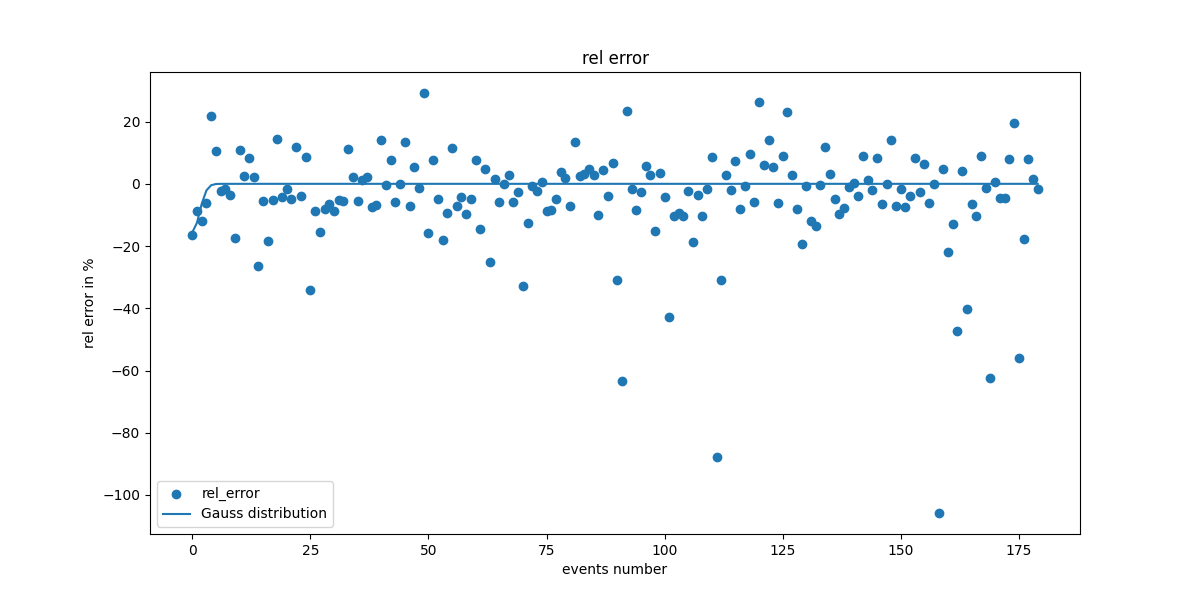 rel error
rel error in %
20
0
−20
−40
−60
−80
−100
rel_error
Gauss distribution
0 25 50 75 100 125 150 175
events number